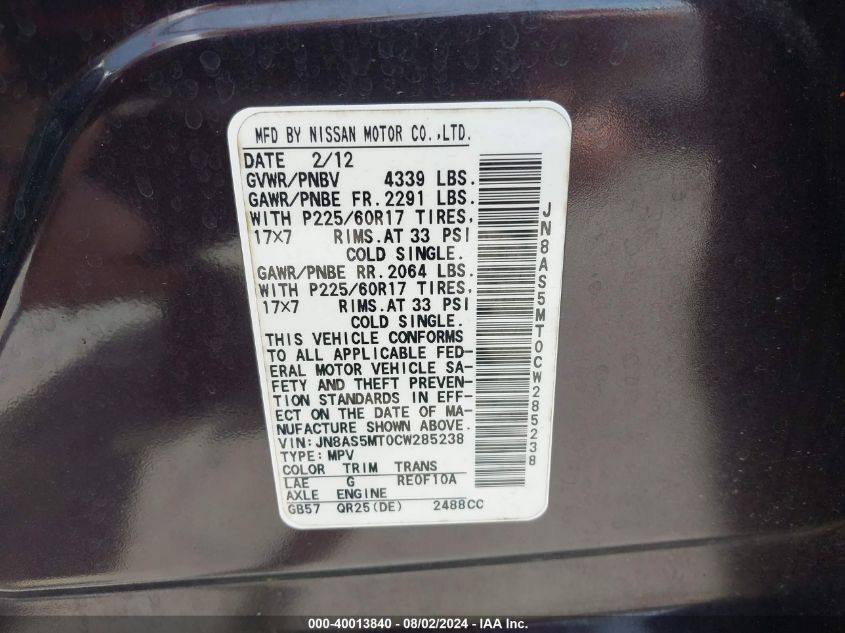 MFD BY NISSAN MOTOR CO.,LTD.
DATE 2/12
GVWR/PNBV 4339 LBS.
GAWR/PNBE FR. 2291 LBS.
WITH P225/60R17 TIRES.
17×7 RIMS. AT 33 PSI
COLD SINGLE.
GAWR/PNBE RR. 2064 LBS.
WITH P225/60R17 TIRES.
17×7 RIMS. AT 33 PSI
COLD SINGLE.
THIS VEHICLE CONFORMS
TO ALL APPLICABLE FED-
ERAL MOTOR VEHICLE SA-
FETY AND THEFT PREVEN-
TION STANDARDS IN EFF-
ECT ON THE DATE OF MA-
NUFACTURE SHOWN ABOVE.
VIN: JN8AS5MT0CW285238
TYPE: MPV
COLOR TRIM TRANS
LAE G RE0F10A
AXLE ENGINE
GB57 QR25(DE) 2488CC
JN8AS5MT0CW285238
000-40013840 - 08/02/2024 - IAA Inc.